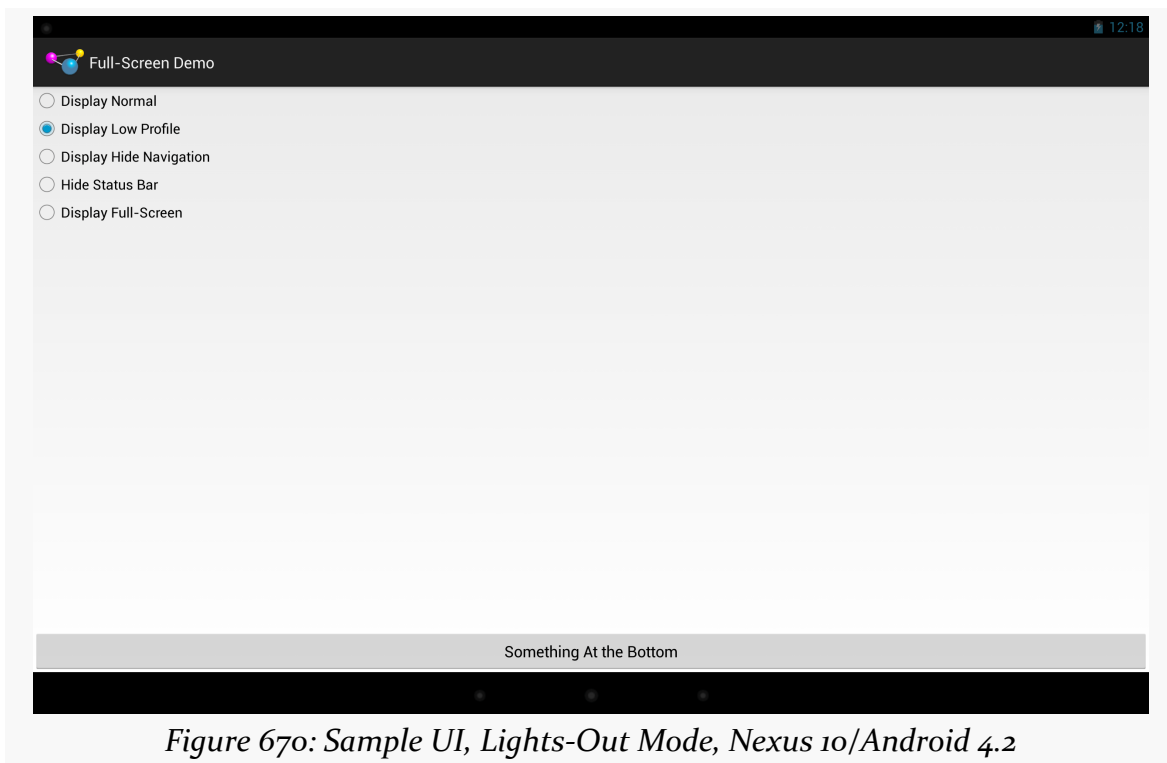 12:18
Full-Screen Demo
Display Normal
Display Low Profile
Display Hide Navigation
Hide Status Bar
Display Full-Screen
Something At the Bottom
Figure 670: Sample UI, Lights-Out Mode, Nexus 10/Android 4.2